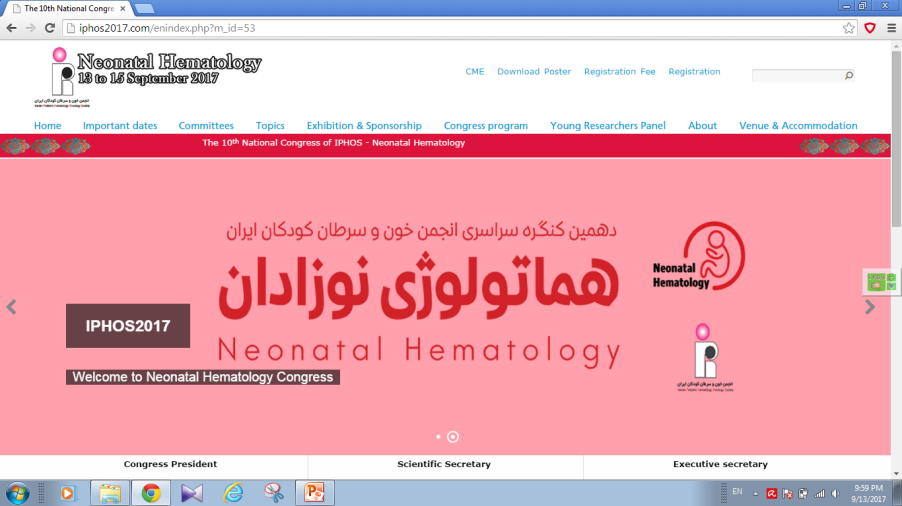 The 10th National Congre
iphos2017.com/enindex.php?m_id=53
Neonatal Hematology
13 to 15 September 2017
انجمن خون و سرطان کودکان ایران
CME Download Poster Registration Fee Registration
Home Important dates Committees Topics Exhibition & Sponsorship Congress program Young Researchers Panel About Venue & Accommodation
The 10th National Congress of IPHOS - Neonatal Hematology
دهمین کنگره سراسری انجمن خون و سرطان کودکان ایران
هماتولوژی نوزادان
Neonatal Hematology
Neonatal
Hematology
انجمن خون و سرطان کودکان ایران
IPHOS2017
Welcome to Neonatal Hematology Congress
Congress President Scientific Secretary Executive secretary
EN
9:59 PM
9/13/2017